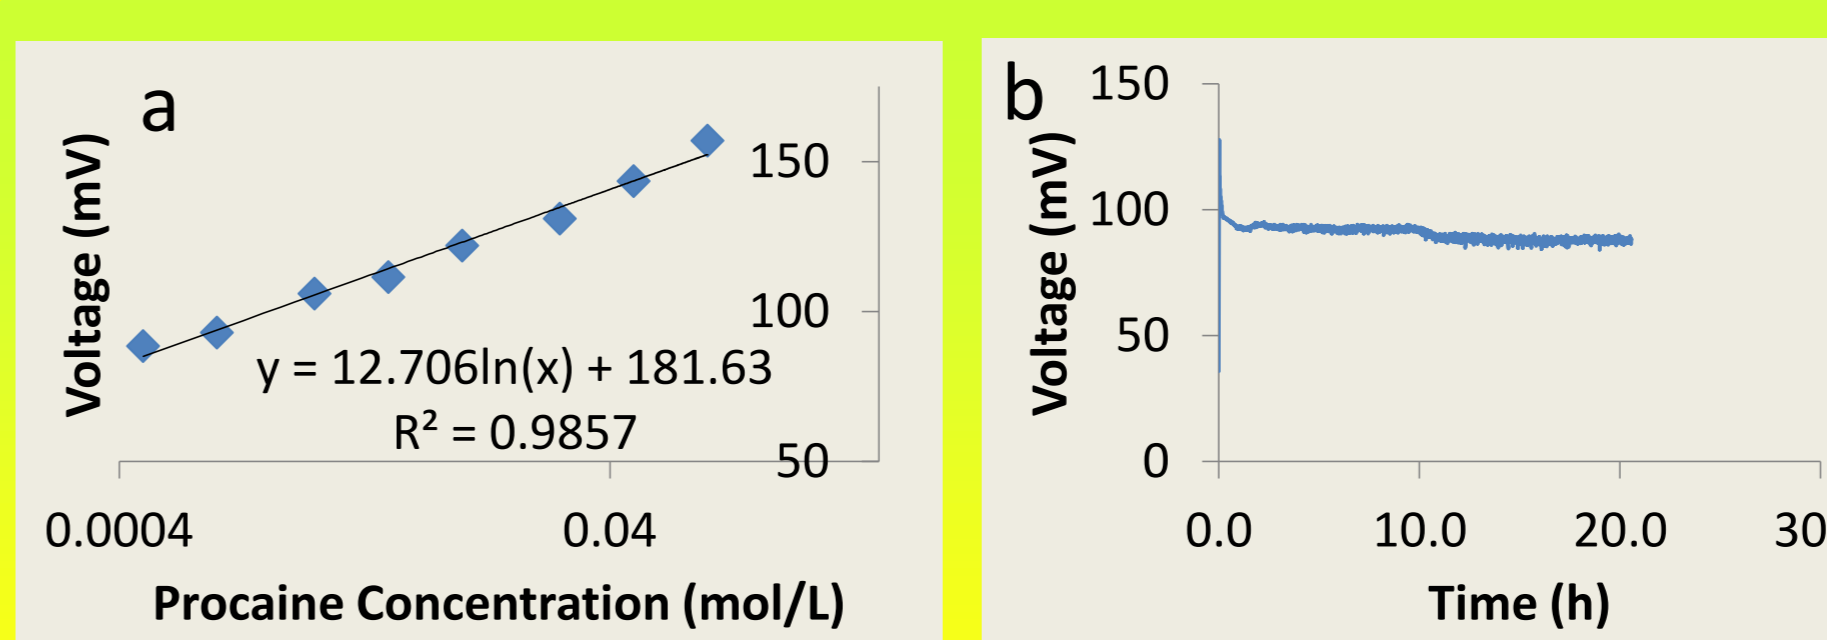 a
Voltage (mV)
150
100
50
y = 12.706ln(x) + 181.63
R² = 0.9857
0.0004
0.04
Procaine Concentration (mol/L)
b
Voltage (mV)
150
100
50
0
0.0
10.0
20.0
30
Time (h)